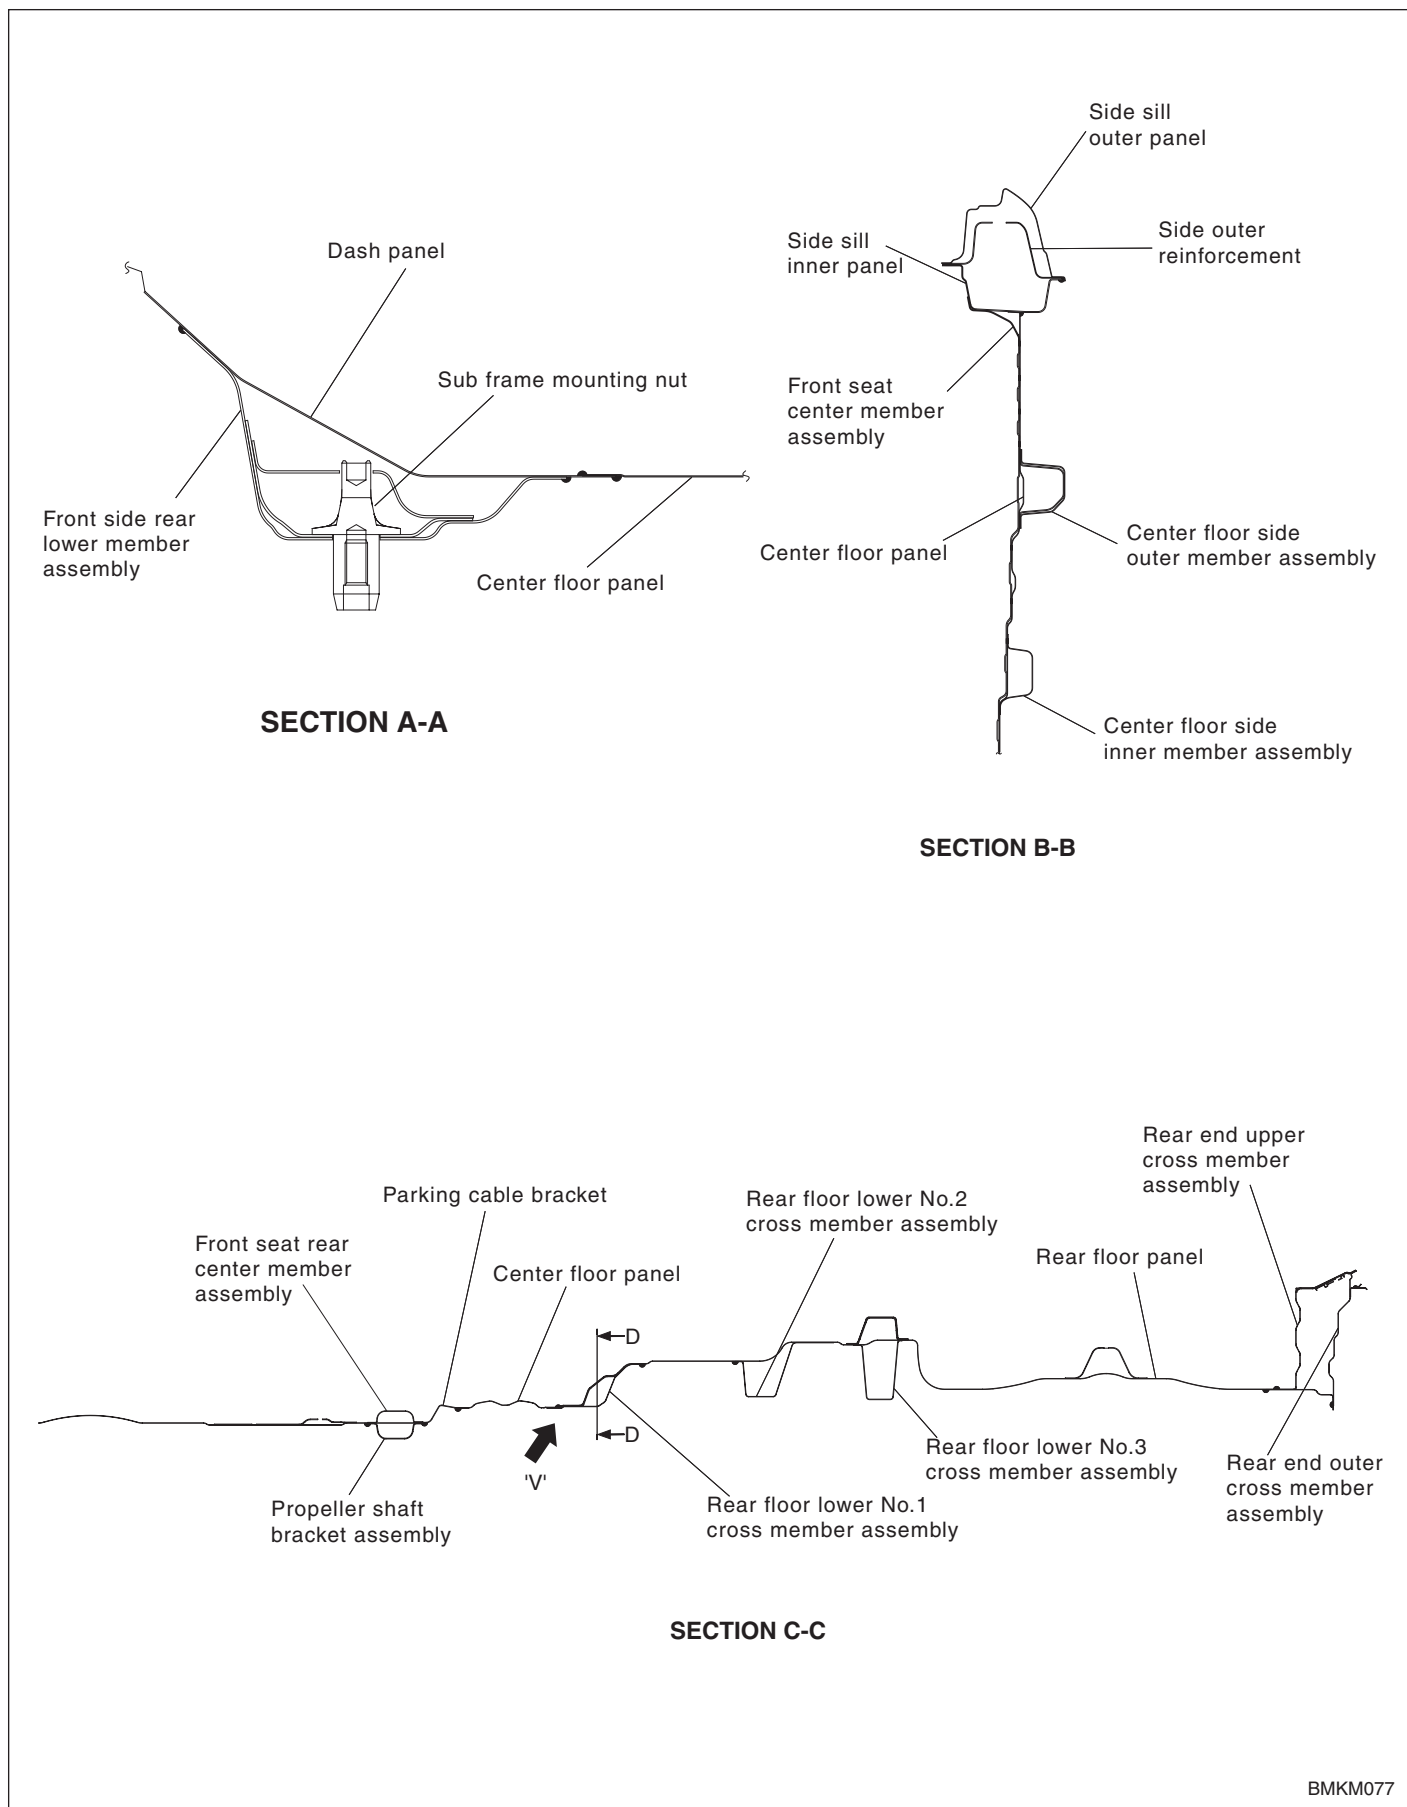 Dash panel
Sub frame mounting nut
Front side rear
lower member
assembly
Center floor panel
SECTION A-A
Side sill
outer panel
Side sill
inner panel
Side outer
reinforcement
Front seat
center member
assembly
Center floor panel
Center floor side
outer member assembly
Center floor side
inner member assembly
SECTION B-B
Rear end upper
cross member
assembly
Parking cable bracket
Rear floor lower No.2
cross member assembly
Front seat rear
center member
assembly
Center floor panel
Rear floor panel
D
D
'V'
Propeller shaft
bracket assembly
Rear floor lower No.1
cross member assembly
Rear floor lower No.3
cross member assembly
Rear end outer
cross member
assembly
SECTION C-C
BMKM077